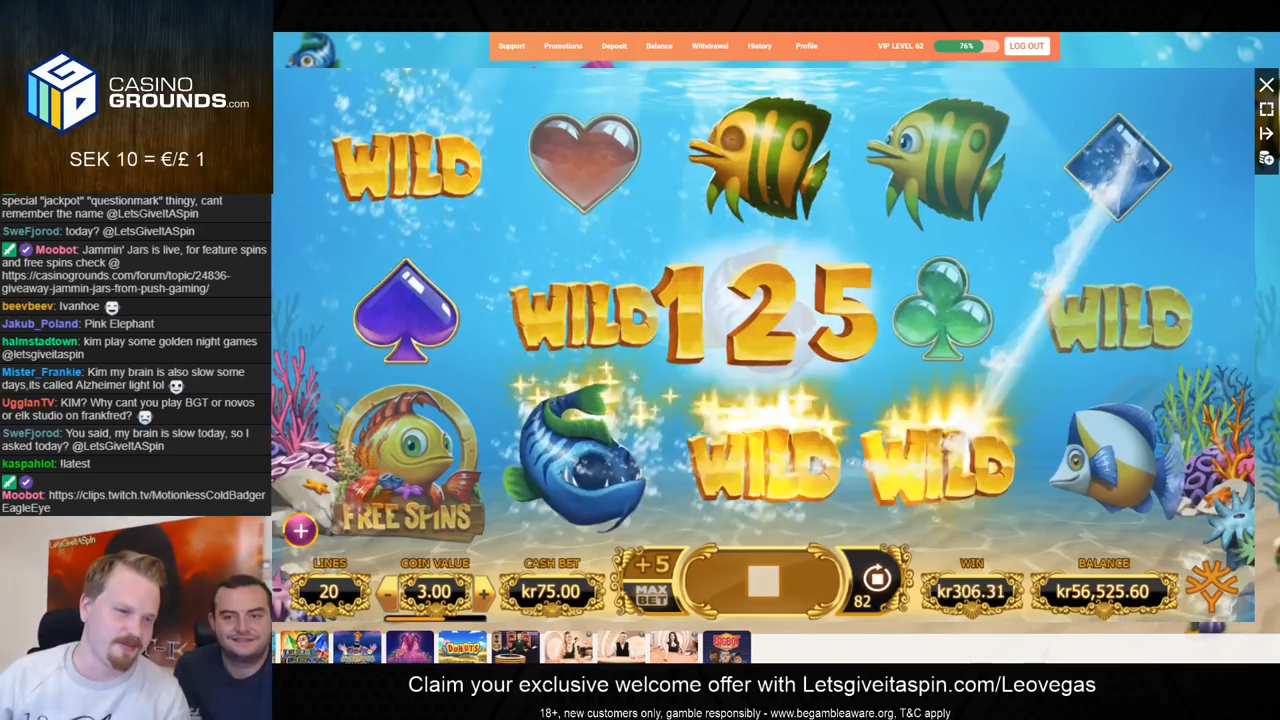 CASINO
GROUNDS.com
SEK 10 = €/£ 1
special "jackpot" "questionmark" thingy, cant
remember the name @LetsGiveItASpin
SweFjorod: today? @LetsGiveItASpin
Moobot: Jammin' Jars is live, for feature spins
and free spins check @
https://casinogrounds.com/forum/topic/24836-
giveaway-jammin-jars-from-push-gaming/
beevbeev: Ivanhoe
Jakub_Poland: Pink Elephant
halmstadtown: kim play some golden night games
@letsgiveitaspin
Mister_Frankie: Kim my brain is also slow some
days,its called Alzheimer light lol
UgglanTV: KIM? Why cant you play BGT or novos
or elk studio on frankfred?
SweFjorod: You said, my brain is slow today, so I
asked today? @LetsGiveItASpin
kaspahlot: !latest
Moobot: https://clips.twitch.tv/MotionlessColdBadger
EagleEye
LetsGiveItASpin
Support Promotions Deposit Balance Withdrawal History Profile VIP LEVEL 62 76% LOG OUT
WILD
WILD 125 WILD
FREE SPINS WILD WILD
LINES COIN VALUE CASH BET +5 WIN BALANCE
20 - 3.00 + kr75.00 MAX BET 82 kr306.31 kr56,525.60
DONUTS
Claim your exclusive welcome offer with Letsgiveitaspin.com/Leovegas
18+, new customers only, gamble responsibly - www.begambleaware.org, T&C apply